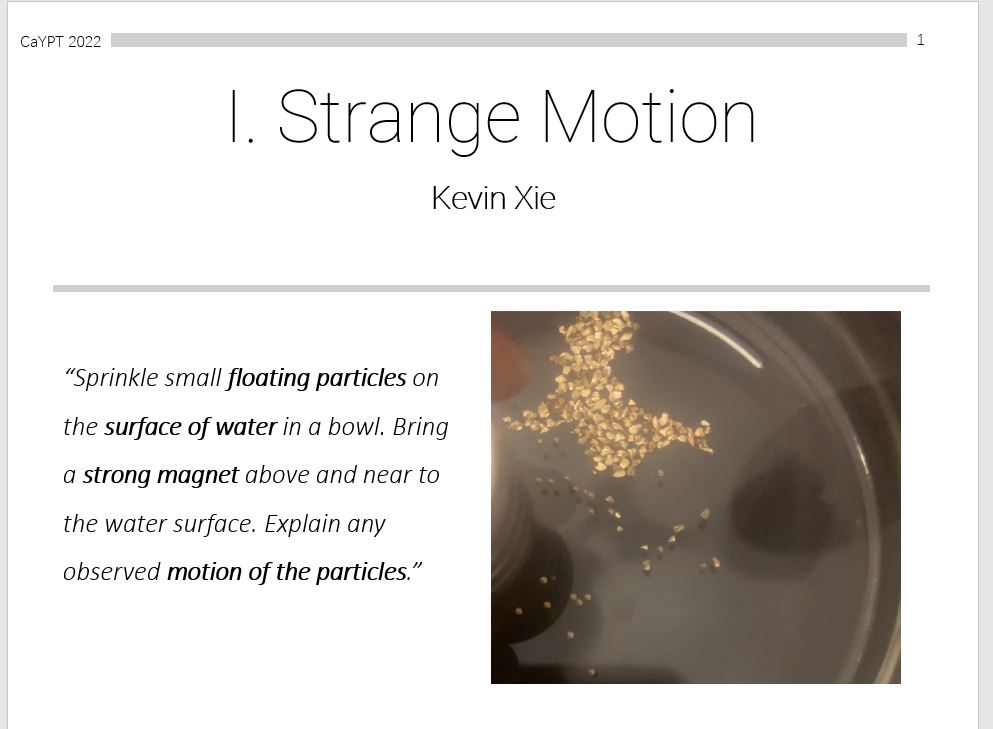 CaYPT 2022
1
I. Strange Motion
Kevin Xie
“Sprinkle small floating particles on
the surface of water in a bowl. Bring
a strong magnet above and near to
the water surface. Explain any
observed motion of the particles.”